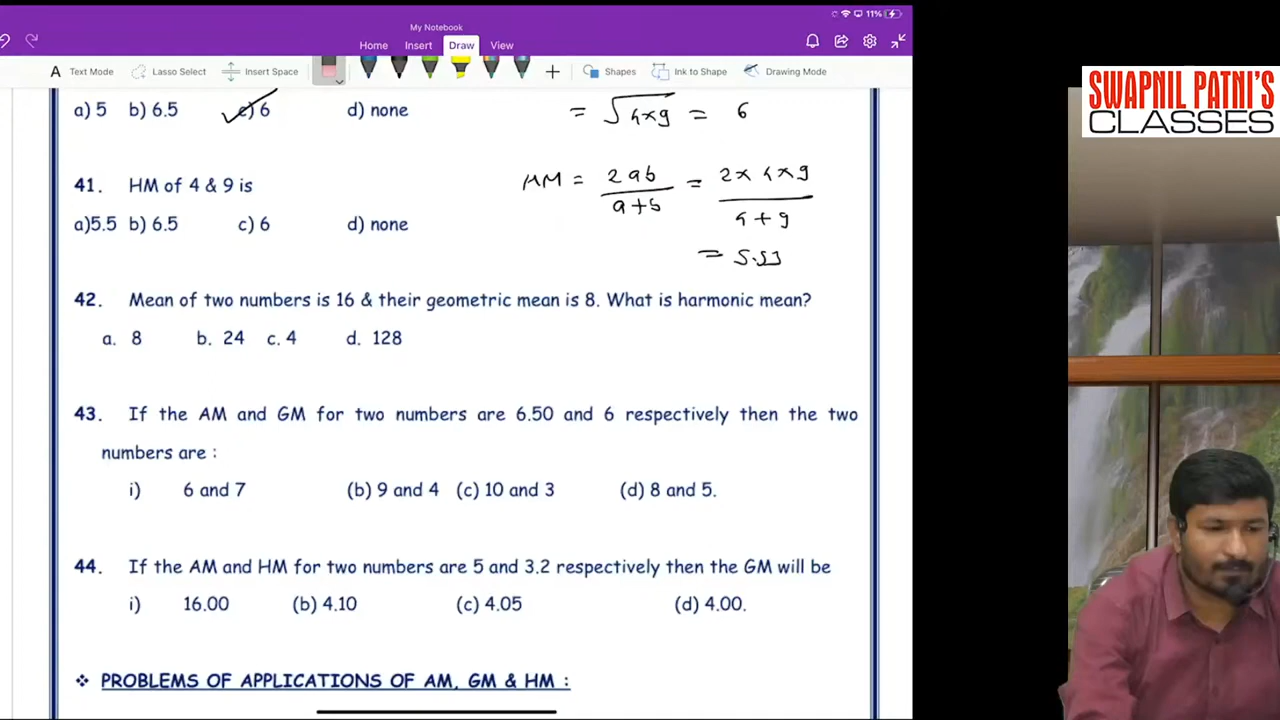 My Notebook
11%
Home Insert Draw View
A Text Mode Lasso Select Insert Space Shapes Ink to Shape Drawing Mode
a) 5 b) 6.5 c) 6 d) none
= √4×9 = 6
41. HM of 4 & 9 is
a)5.5 b) 6.5 c) 6 d) none
HM = 2ab / a+b = 2×4×9 / 4+9
= 5.53
42. Mean of two numbers is 16 & their geometric mean is 8. What is harmonic mean?
a. 8 b. 24 c. 4 d. 128
43. If the AM and GM for two numbers are 6.50 and 6 respectively then the two
numbers are :
i) 6 and 7 (b) 9 and 4 (c) 10 and 3 (d) 8 and 5.
44. If the AM and HM for two numbers are 5 and 3.2 respectively then the GM will be
i) 16.00 (b) 4.10 (c) 4.05 (d) 4.00.
❖ PROBLEMS OF APPLICATIONS OF AM, GM & HM :
SWAPNIL PATNI'S
CLASSES